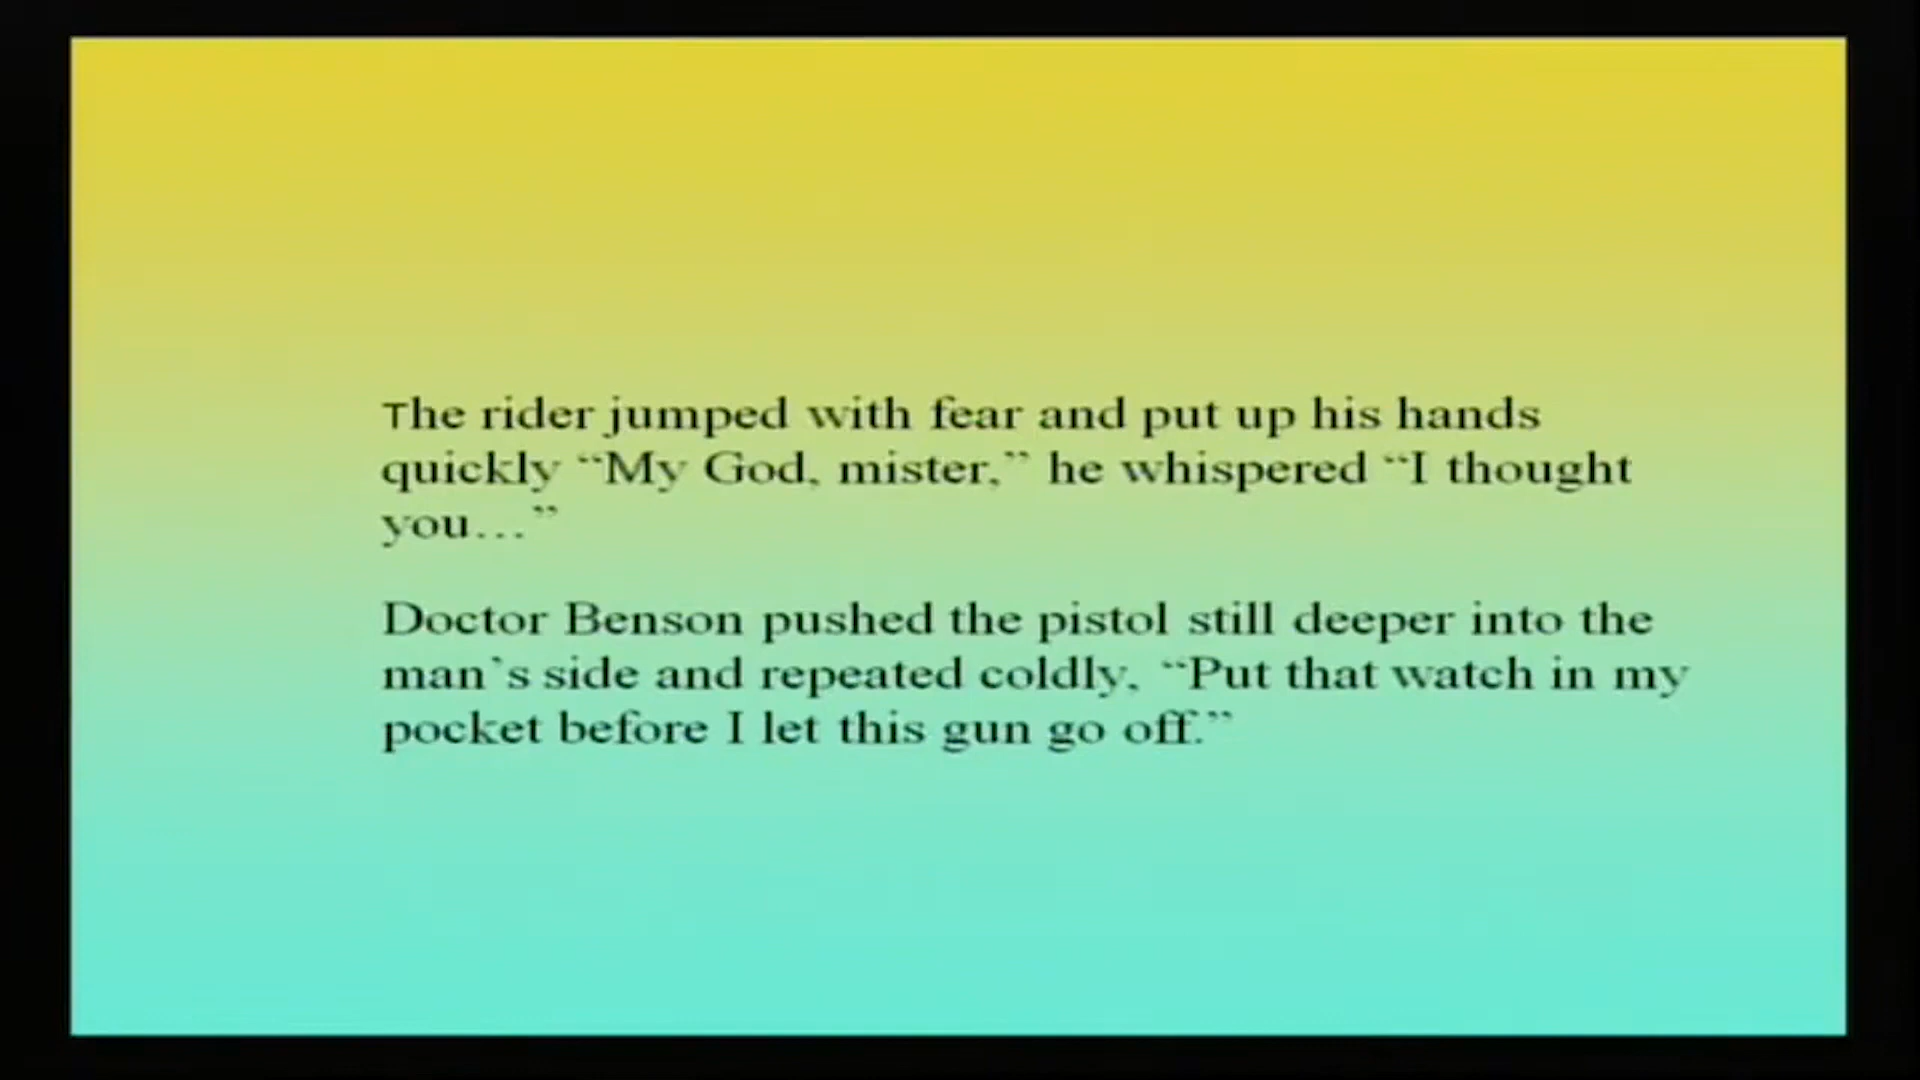 The rider jumped with fear and put up his hands
quickly “My God, mister,” he whispered “I thought
you…”
Doctor Benson pushed the pistol still deeper into the
man`s side and repeated coldly, “Put that watch in my
pocket before I let this gun go off.”